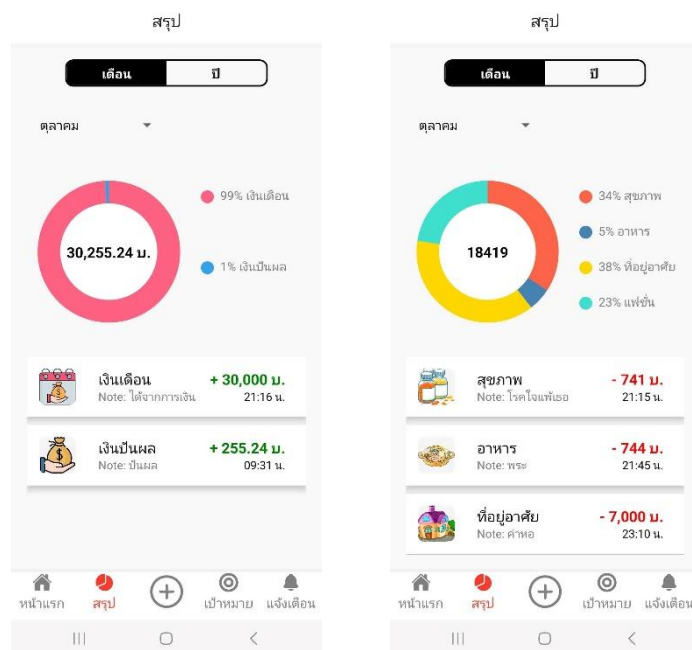 สรุป
เดือน ปี
ตุลาคม
99% เงินเดือน
30,255.24 บ.
1% เงินปันผล
เงินเดือน + 30,000 บ.
Note: ได้จากการเงิน 21:16 น.
เงินปันผล + 255.24 บ.
Note: ปันผล 09:31 น.
หน้าแรก สรุป เป้าหมาย แจ้งเตือน
สรุป
เดือน ปี
ตุลาคม
34% สุขภาพ
5% อาหาร
18419
38% ที่อยู่อาศัย
23% แฟชั่น
สุขภาพ - 741 บ.
Note: โรคใจแพ้เธอ 21:15 น.
อาหาร - 744 บ.
Note: พระ 21:45 น.
ที่อยู่อาศัย - 7,000 บ.
Note: ค่าหอ 23:10 น.
หน้าแรก สรุป เป้าหมาย แจ้งเตือน